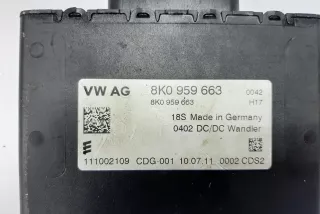 VW AG 8K0 959 663 0042
8K0 959 663 H17
18S Made in Germany
0402 DC/DC Wandler
111002109 CDG-001 10.07.11 0002 CDS2